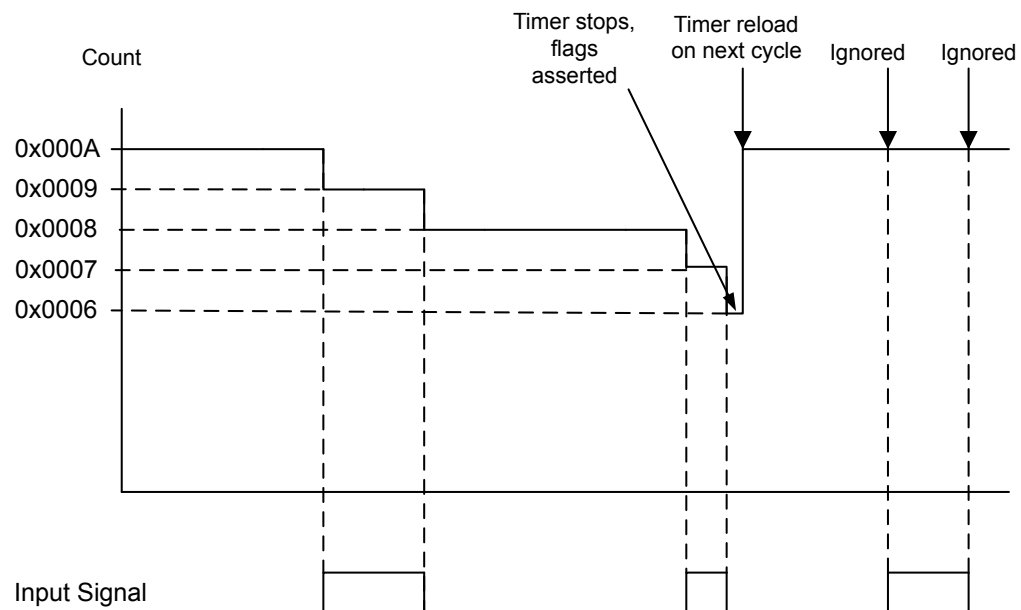 Timer stops,
flags
asserted
Timer reload
on next cycle
Ignored
Ignored
Count
0x000A
0x0009
0x0008
0x0007
0x0006
Input Signal